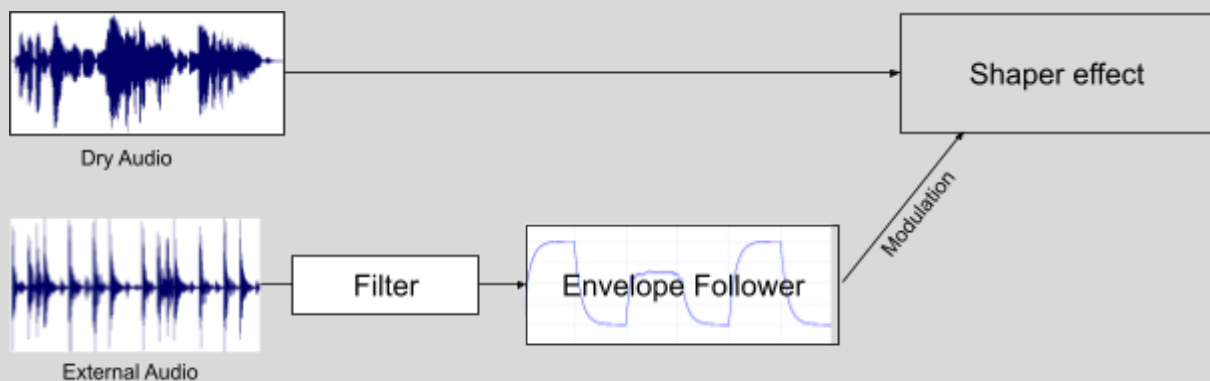 Shaper effect
Dry Audio
Modulation
Filter
Envelope Follower
External Audio